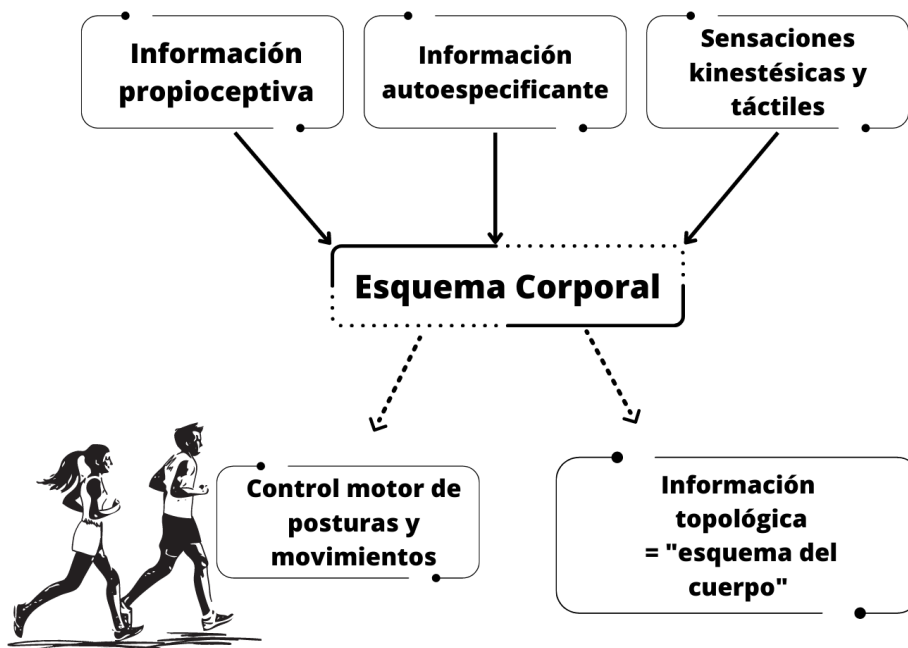 Información
propioceptiva
Información
autoespecificante
Sensaciones
kinestésicas y
táctiles
Esquema Corporal
Control motor de
posturas y
movimientos
Información
topológica
= "esquema del
cuerpo"